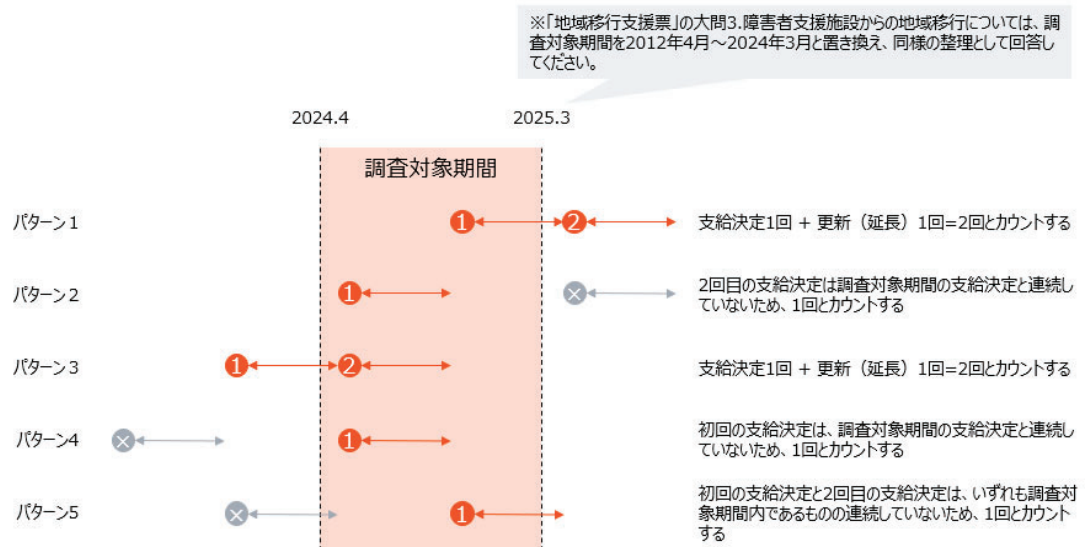 ※「地域移行支援票」の大問3.障害者支援施設からの地域移行については、調
査対象期間を2012年4月～2024年3月と置き換え、同様の整理として回答し
てください。
2024.4
2025.3
調査対象期間
パターン1
1
2
支給決定1回 + 更新（延長）1回=2回とカウントする
パターン2
1
×
2回目の支給決定は調査対象期間の支給決定と連続し
ていないため、1回とカウントする
パターン3
1
2
支給決定1回 + 更新（延長）1回=2回とカウントする
パターン4
×
1
初回の支給決定は、調査対象期間の支給決定と連続し
ていないため、1回とカウントする
パターン5
×
1
初回の支給決定と2回目の支給決定は、いずれも調査対
象期間内であるものの連続していないため、1回とカウント
する